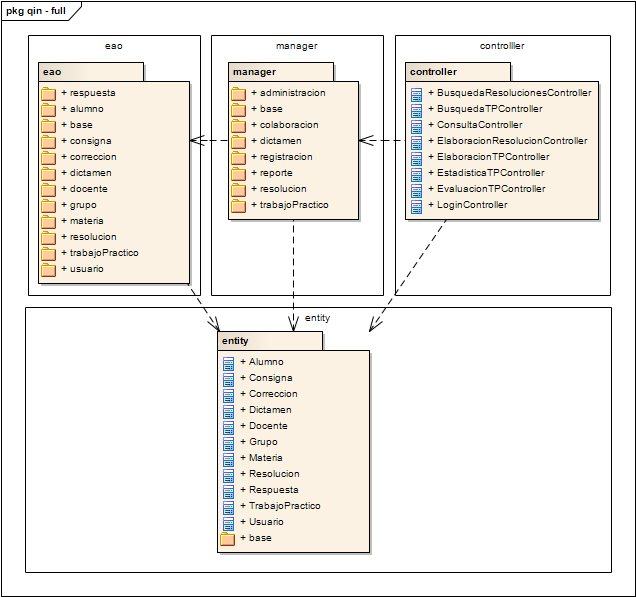 pkg qin - full
eao
manager
controlller
eao
+ respuesta
+ alumno
+ base
+ consigna
+ correccion
+ dictamen
+ docente
+ grupo
+ materia
+ resolucion
+ trabajoPractico
+ usuario
manager
+ administracion
+ base
+ colaboracion
+ dictamen
+ registracion
+ reporte
+ resolucion
+ trabajoPractico
controller
+ BusquedaResolucionesController
+ BusquedaTPController
+ ConsultaController
+ ElaboracionResolucionController
+ ElaboracionTPController
+ EstadisticaTPController
+ EvaluacionTPController
+ LoginController
entity
entity
+ Alumno
+ Consigna
+ Correccion
+ Dictamen
+ Docente
+ Grupo
+ Materia
+ Resolucion
+ Respuesta
+ TrabajoPractico
+ Usuario
+ base